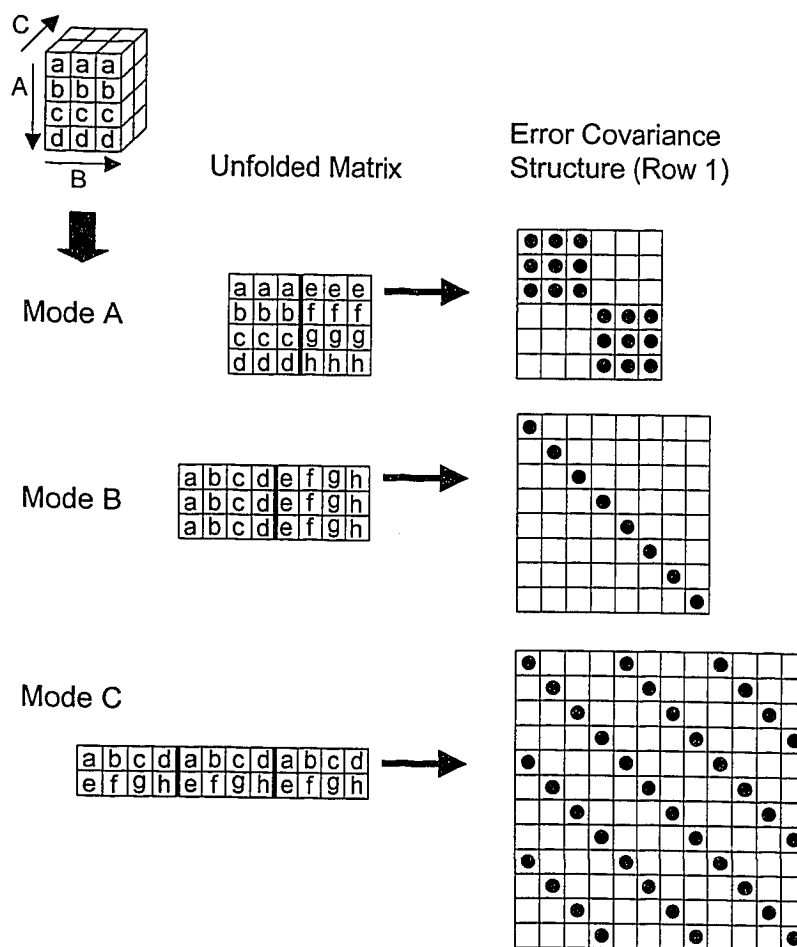 C
A
a a a
b b b
c c c
d d d
B
Unfolded Matrix
Error Covariance
Structure (Row 1)
Mode A
a a a e e e
b b b f f f
c c c g g g
d d d h h h
Mode B
a b c d e f g h
a b c d e f g h
a b c d e f g h
Mode C
a b c d a b c d a b c d
e f g h e f g h e f g h